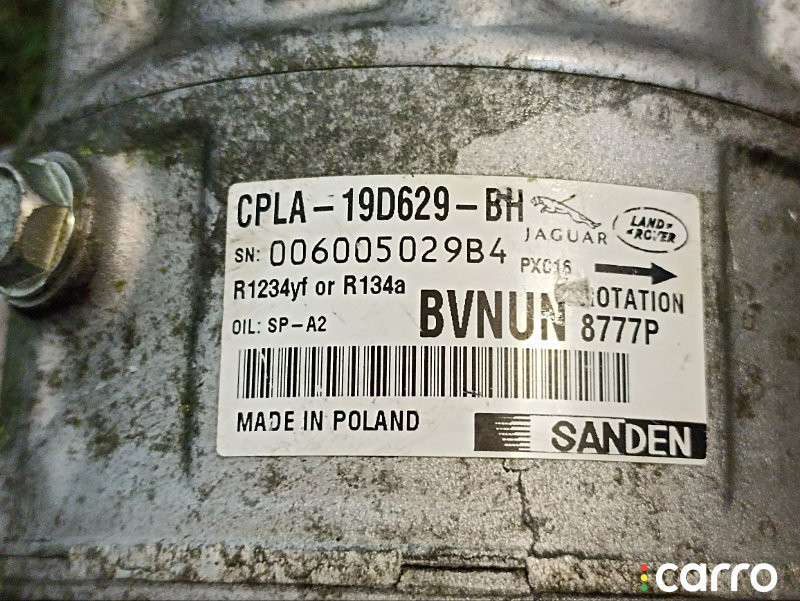 CPLA-19D629-BH
JAGUAR
LAND ROVER
SN: 006005029B4
PXC16
R1234yf or R134a
ROTATION
OIL: SP-A2
BVNUN 8777P
MADE IN POLAND
SANDEN
carro